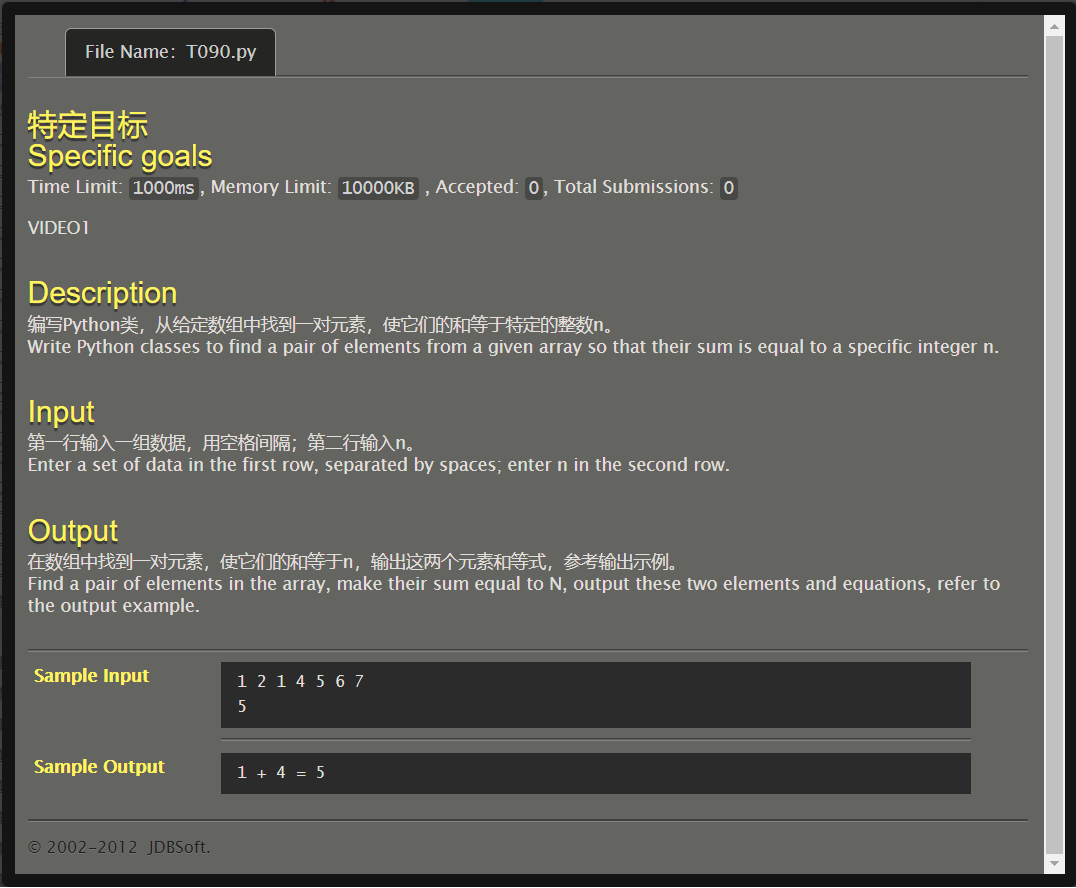 File Name：T090.py
特定目标
Specific goals
Time Limit: 1000ms, Memory Limit: 10000KB , Accepted: 0, Total Submissions: 0
VIDEO1
Description
编写Python类，从给定数组中找到一对元素，使它们的和等于特定的整数n。
Write Python classes to find a pair of elements from a given array so that their sum is equal to a specific integer n.
Input
第一行输入一组数据，用空格间隔；第二行输入n。
Enter a set of data in the first row, separated by spaces; enter n in the second row.
Output
在数组中找到一对元素，使它们的和等于n，输出这两个元素和等式，参考输出示例。
Find a pair of elements in the array, make their sum equal to N, output these two elements and equations, refer to
the output example.
Sample Input
1 2 1 4 5 6 7
5
Sample Output
1 + 4 = 5
© 2002-2012 JDBSoft.